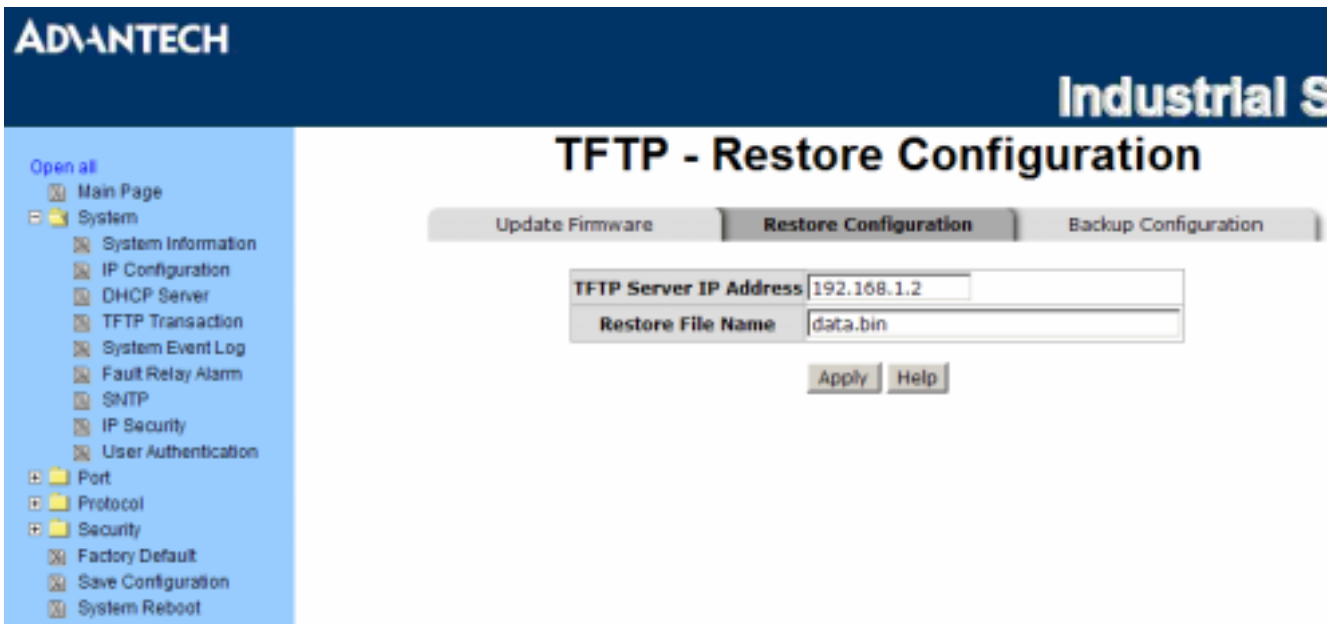 ADVANTECH
Industrial S
Open all
Main Page
System
System Information
IP Configuration
DHCP Server
TFTP Transaction
System Event Log
Fault Relay Alarm
SNTP
IP Security
User Authentication
Port
Protocol
Security
Factory Default
Save Configuration
System Reboot
TFTP - Restore Configuration
Update Firmware Restore Configuration Backup Configuration
TFTP Server IP Address 192.168.1.2
Restore File Name data.bin
Apply Help